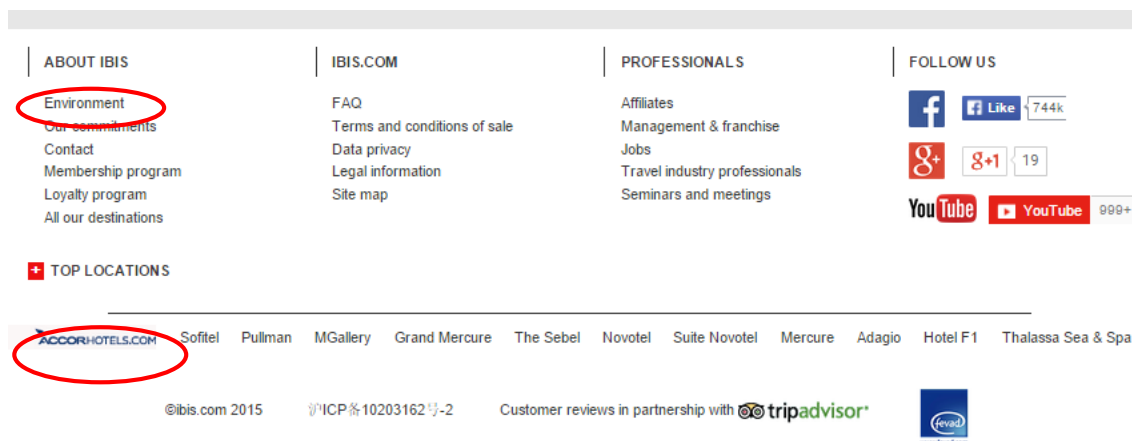 ABOUT IBIS
Environment
Our commitments
Contact
Membership program
Loyalty program
All our destinations
IBIS.COM
FAQ
Terms and conditions of sale
Data privacy
Legal information
Site map
PROFESSIONALS
Affiliates
Management & franchise
Jobs
Travel industry professionals
Seminars and meetings
FOLLOW US
f Like 744k
g+ g+1 19
YouTube YouTube 999+
TOP LOCATIONS
ACCORHOTELS.COM Sofitel Pullman MGallery Grand Mercure The Sebel Novotel Suite Novotel Mercure Adagio Hotel F1 Thalassa Sea & Spa
©ibis.com 2015 沪ICP备10203162号-2 Customer reviews in partnership with tripadvisor fevad